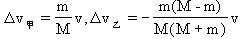 Δv甲 = m/M v, Δv乙 = - m(M - m)/M(M + m) v